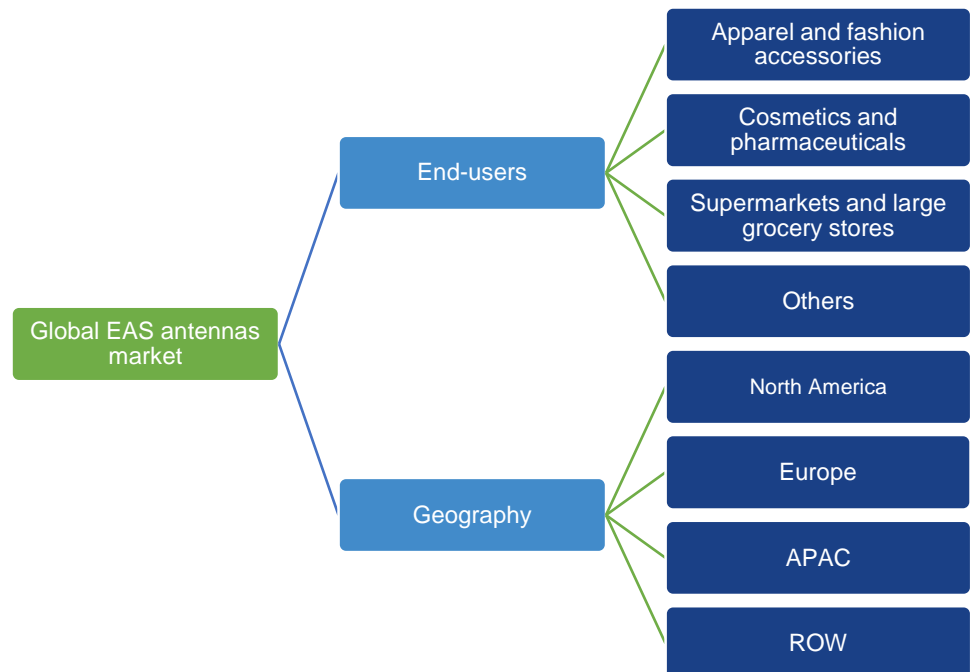 Global EAS antennas
market
End-users
Apparel and fashion
accessories
Cosmetics and
pharmaceuticals
Supermarkets and large
grocery stores
Others
Geography
North America
Europe
APAC
ROW